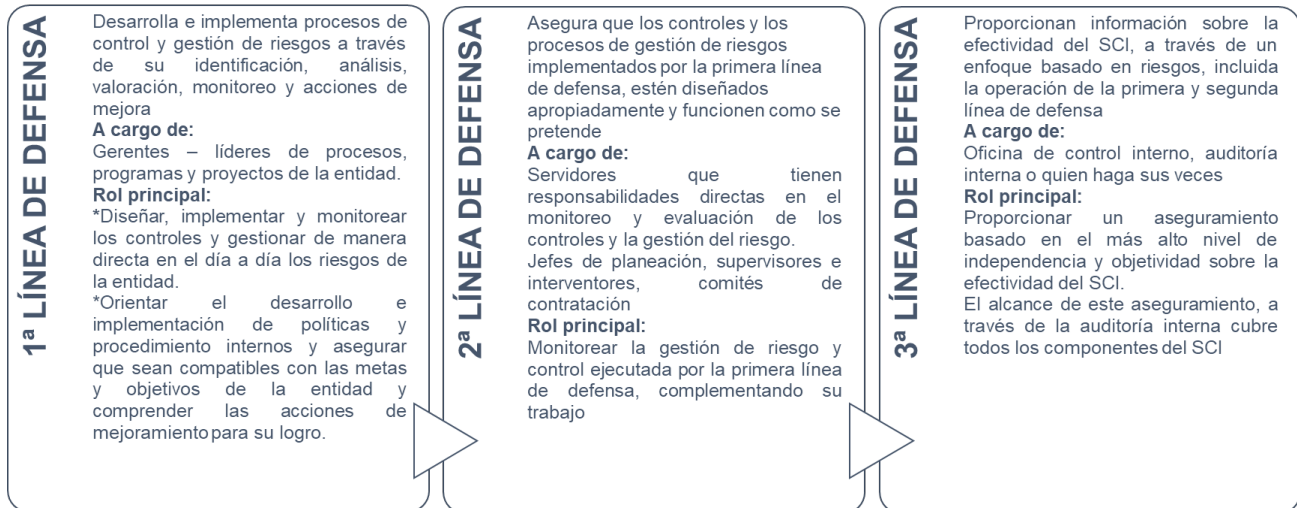 1ª LÍNEA DE DEFENSA
Desarrolla e implementa procesos de
control y gestión de riesgos a través
de su identificación, análisis,
valoración, monitoreo y acciones de
mejora
A cargo de:
Gerentes – líderes de procesos,
programas y proyectos de la entidad.
Rol principal:
*Diseñar, implementar y monitorear
los controles y gestionar de manera
directa en el día a día los riesgos de
la entidad.
*Orientar el desarrollo e
implementación de políticas y
procedimiento internos y asegurar
que sean compatibles con las metas
y objetivos de la entidad y
comprender las acciones de
mejoramiento para su logro.
2ª LÍNEA DE DEFENSA
Asegura que los controles y los
procesos de gestión de riesgos
implementados por la primera línea
de defensa, estén diseñados
apropiadamente y funcionen como se
pretende
A cargo de:
Servidores que tienen
responsabilidades directas en el
monitoreo y evaluación de los
controles y la gestión del riesgo.
Jefes de planeación, supervisores e
interventores, comités de
contratación
Rol principal:
Monitorear la gestión de riesgo y
control ejecutada por la primera línea
de defensa, complementando su
trabajo
3ª LÍNEA DE DEFENSA
Proporcionan información sobre la
efectividad del SCI, a través de un
enfoque basado en riesgos, incluida
la operación de la primera y segunda
línea de defensa
A cargo de:
Oficina de control interno, auditoría
interna o quien haga sus veces
Rol principal:
Proporcionar un aseguramiento
basado en el más alto nivel de
independencia y objetividad sobre la
efectividad del SCI.
El alcance de este aseguramiento, a
través de la auditoría interna cubre
todos los componentes del SCI